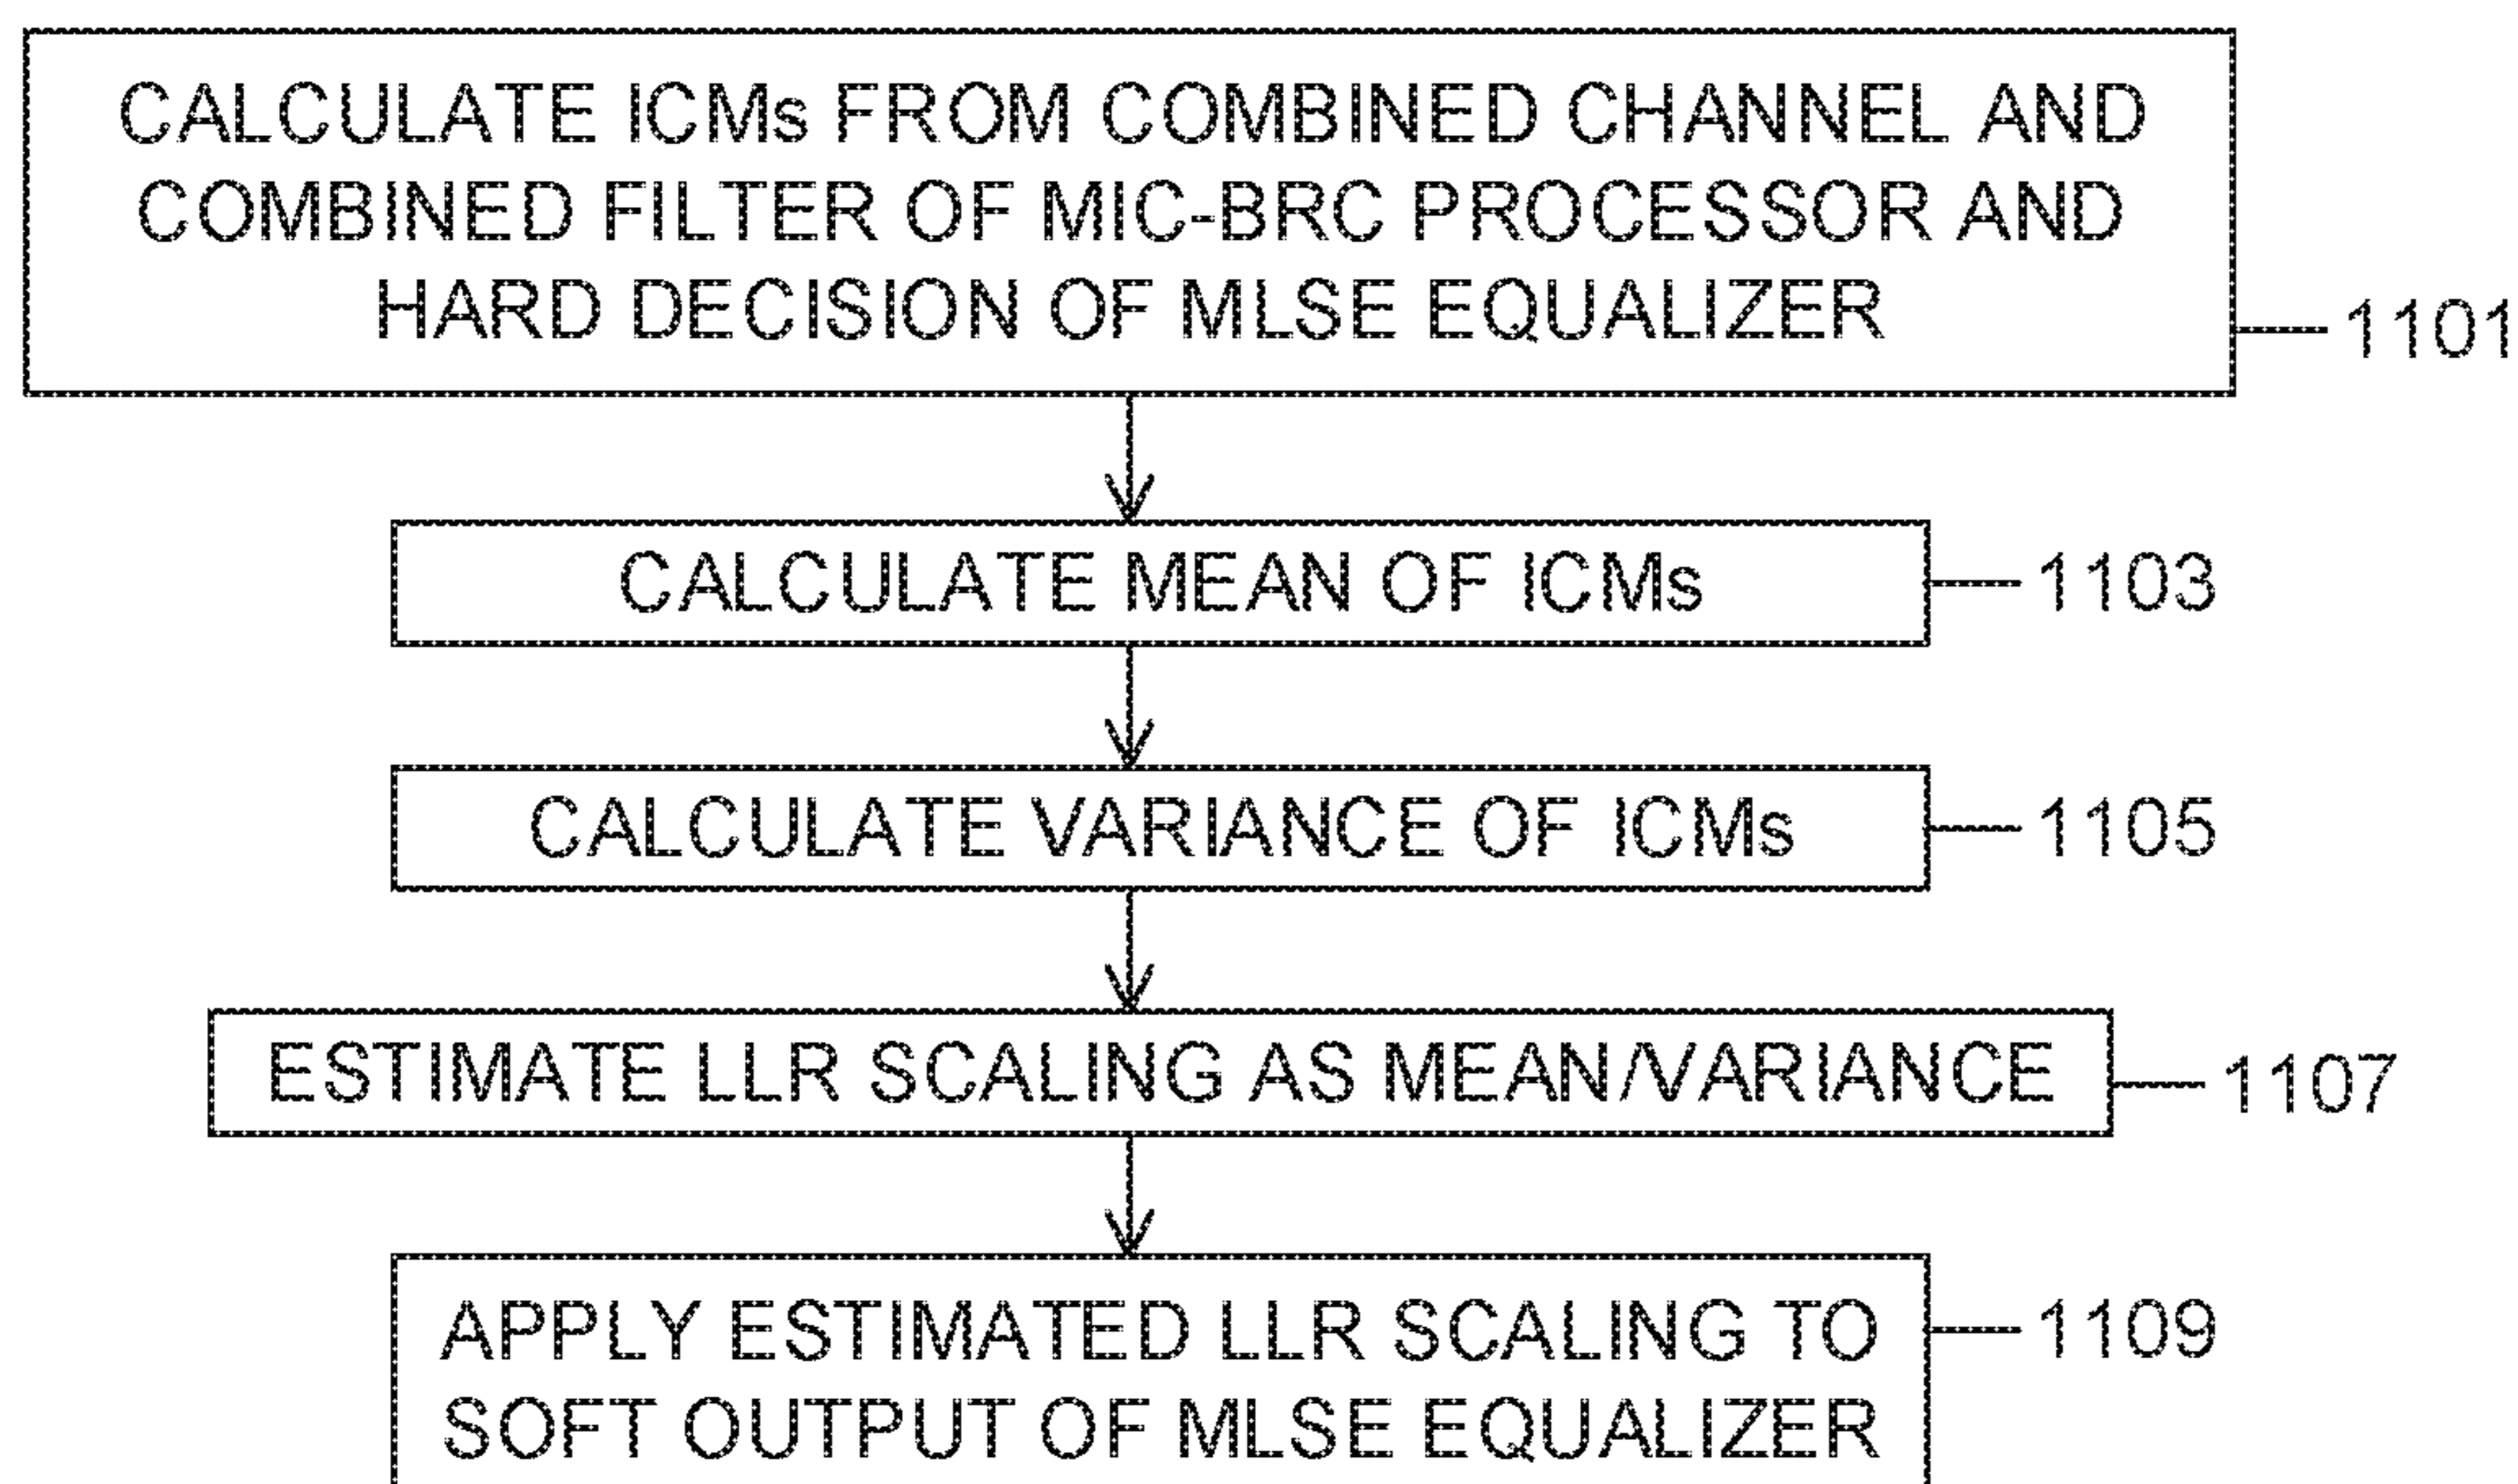 CALCULATE ICMs FROM COMBINED CHANNEL AND
COMBINED FILTER OF MIC-BRC PROCESSOR AND
HARD DECISION OF MLSE EQUALIZER
1101
CALCULATE MEAN OF ICMs
1103
CALCULATE VARIANCE OF ICMs
1105
ESTIMATE LLR SCALING AS MEAN/VARIANCE
1107
APPLY ESTIMATED LLR SCALING TO
SOFT OUTPUT OF MLSE EQUALIZER
1109